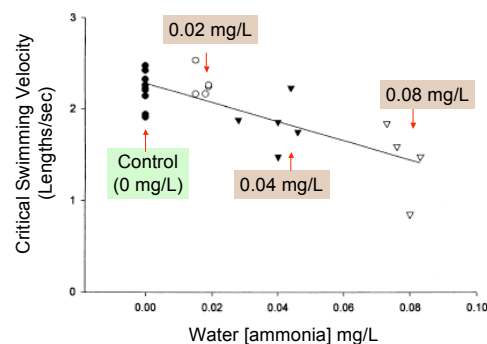 3
0.02 mg/L
0.08 mg/L
2
Control
(0 mg/L)
0.04 mg/L
1
0
Critical Swimming Velocity
(Lengths/sec)
0.00
0.02
0.04
0.06
0.08
0.10
Water [ammonia] mg/L